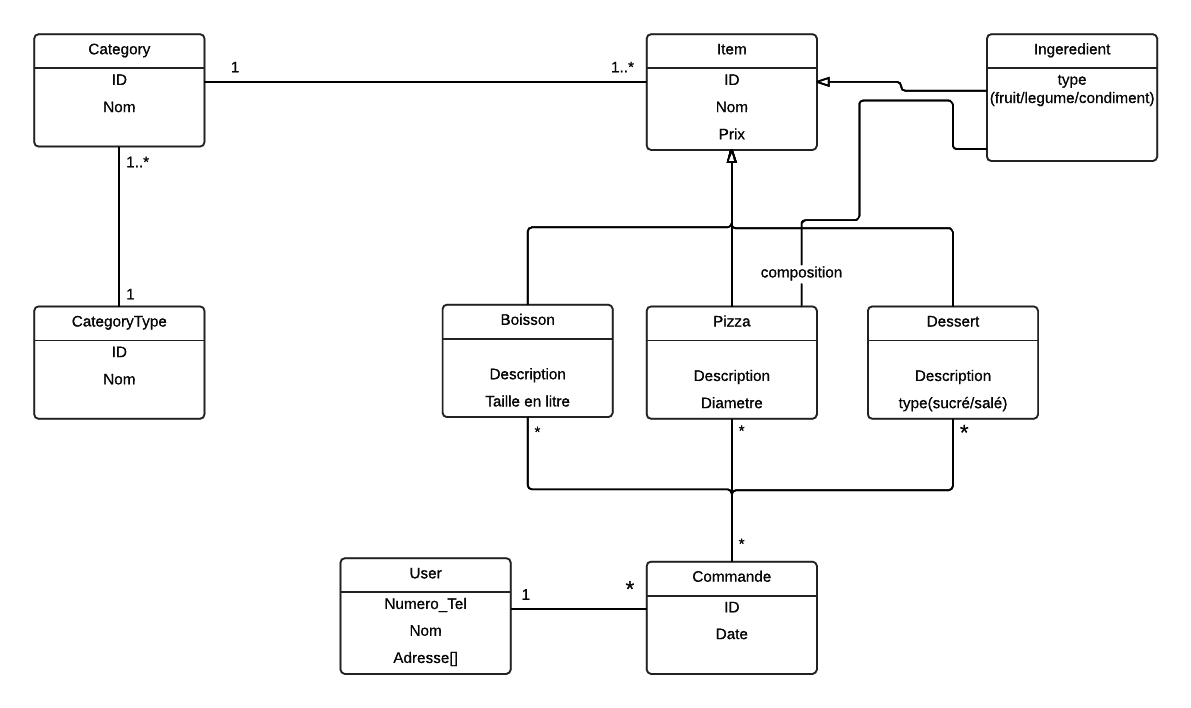 Category
ID
Nom
1
1..*
Item
ID
Nom
Prix
Ingeredient
type
(fruit/legume/condiment)
1..*
1
CategoryType
ID
Nom
composition
Boisson
Description
Taille en litre
*
Pizza
Description
Diametre
*
Dessert
Description
type(sucré/salé)
*
*
User
Numero_Tel
Nom
Adresse[]
1
*
Commande
ID
Date